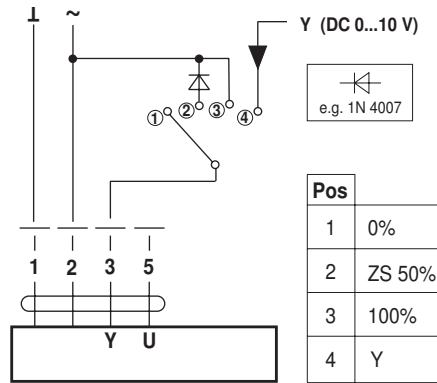 ⊥ ~
Y (DC 0...10 V)
① ② ③ ④
e.g. 1N 4007
Pos
1 0%
2 ZS 50%
3 100%
4 Y
1 2 3 5
Y U